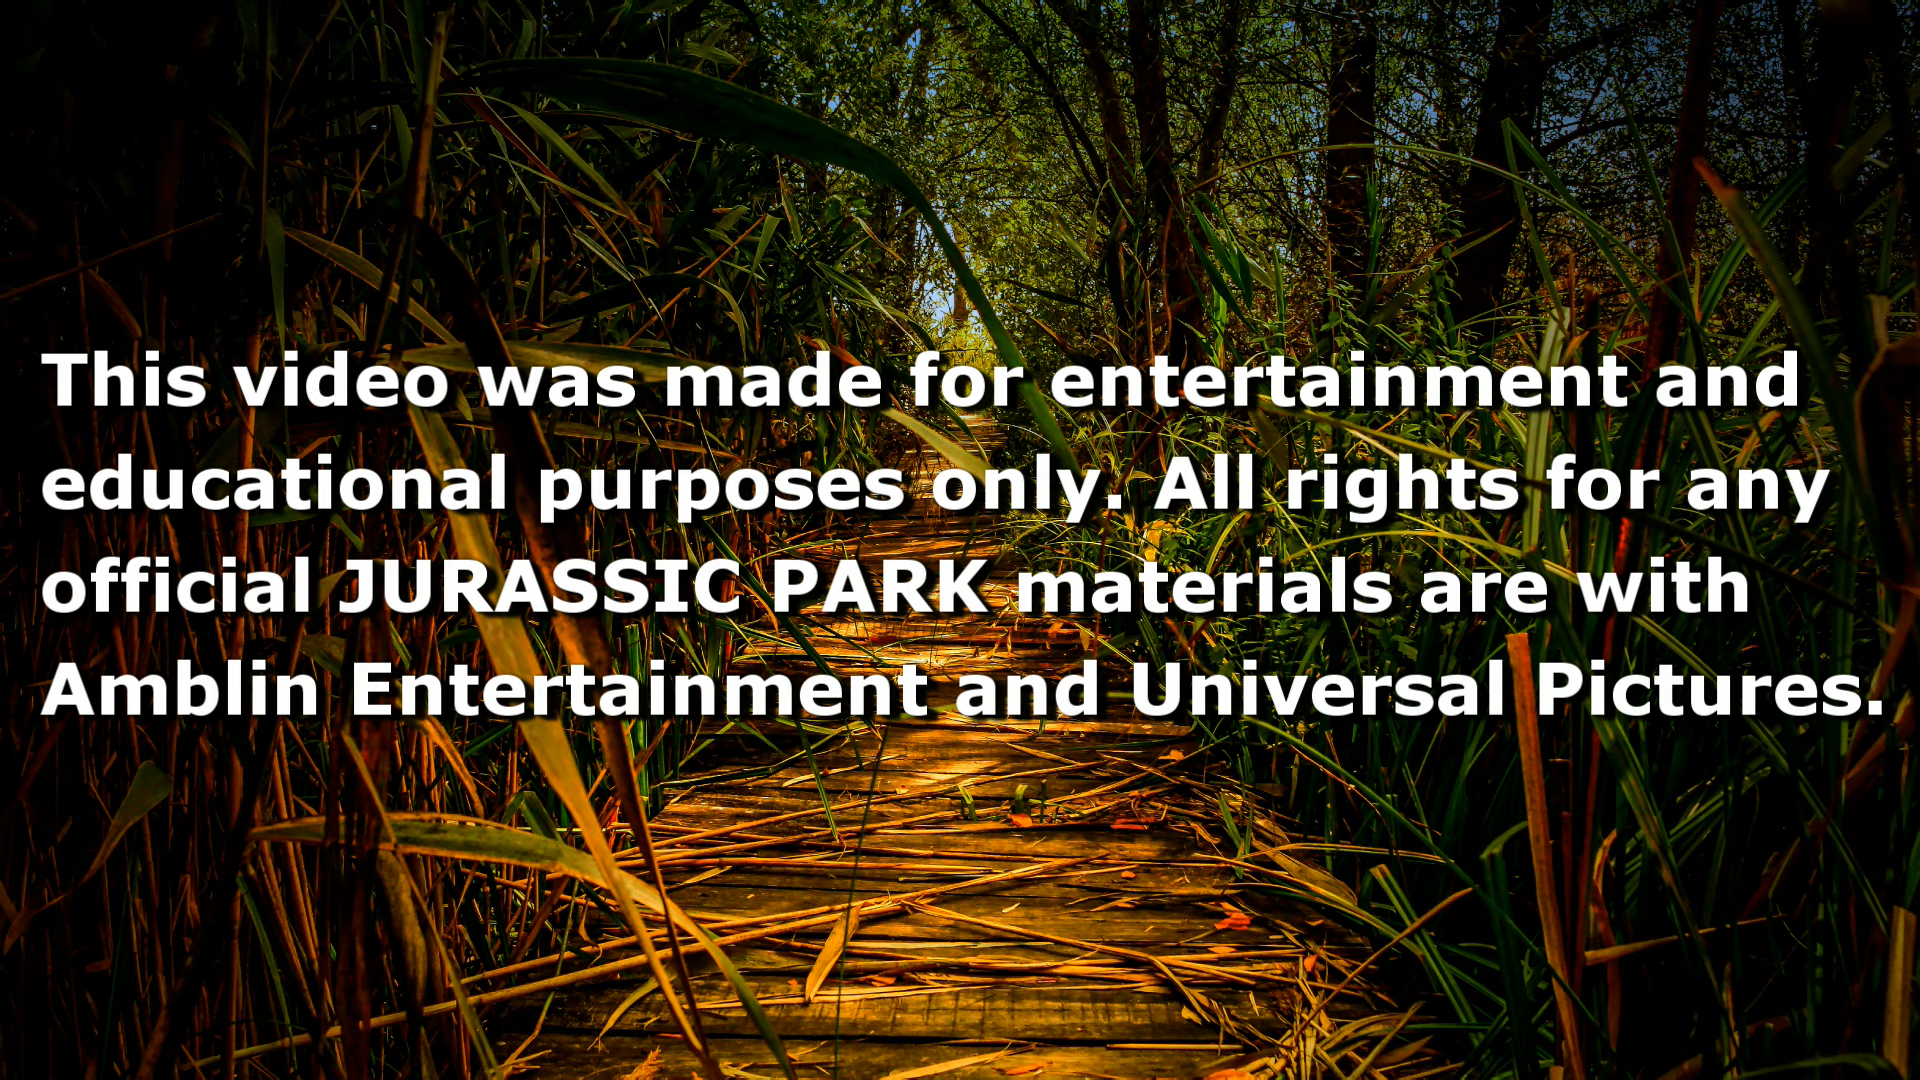 This video was made for entertainment and
educational purposes only. All rights for any
official JURASSIC PARK materials are with
Amblin Entertainment and Universal Pictures.